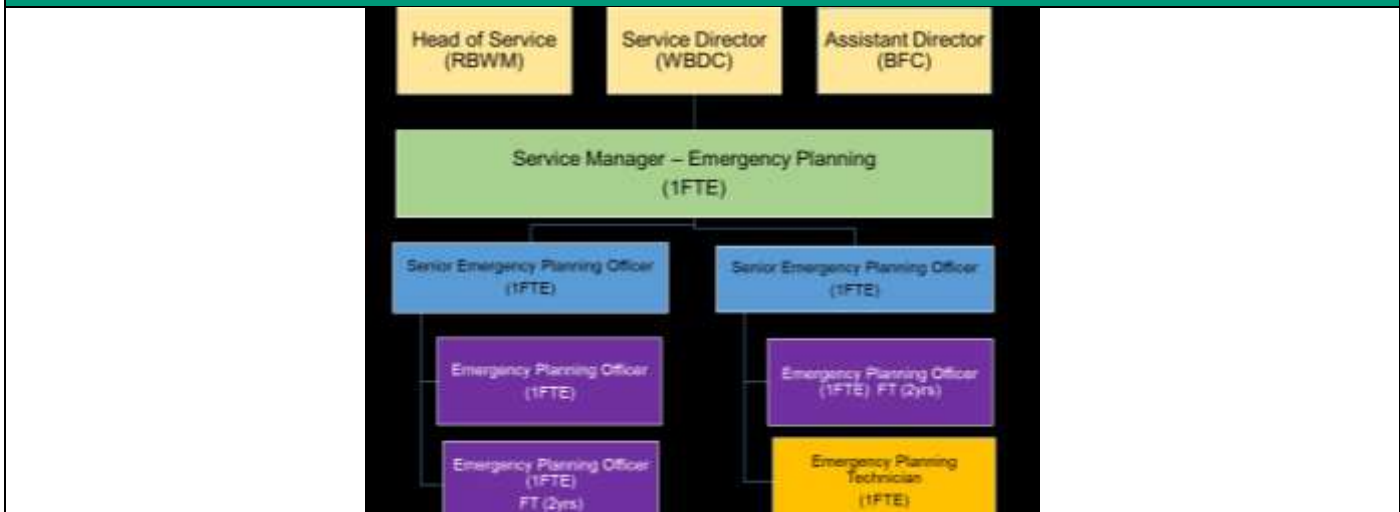 Head of Service
(RBWM)
Service Director
(WBDC)
Assistant Director
(BFC)
Service Manager – Emergency Planning
(1FTE)
Senior Emergency Planning Officer
(1FTE)
Senior Emergency Planning Officer
(1FTE)
Emergency Planning Officer
(1FTE)
Emergency Planning Officer
(1FTE) FT (2yrs)
Emergency Planning Officer
(1FTE)
FT (2yrs)
Emergency Planning
Technician
(1FTE)